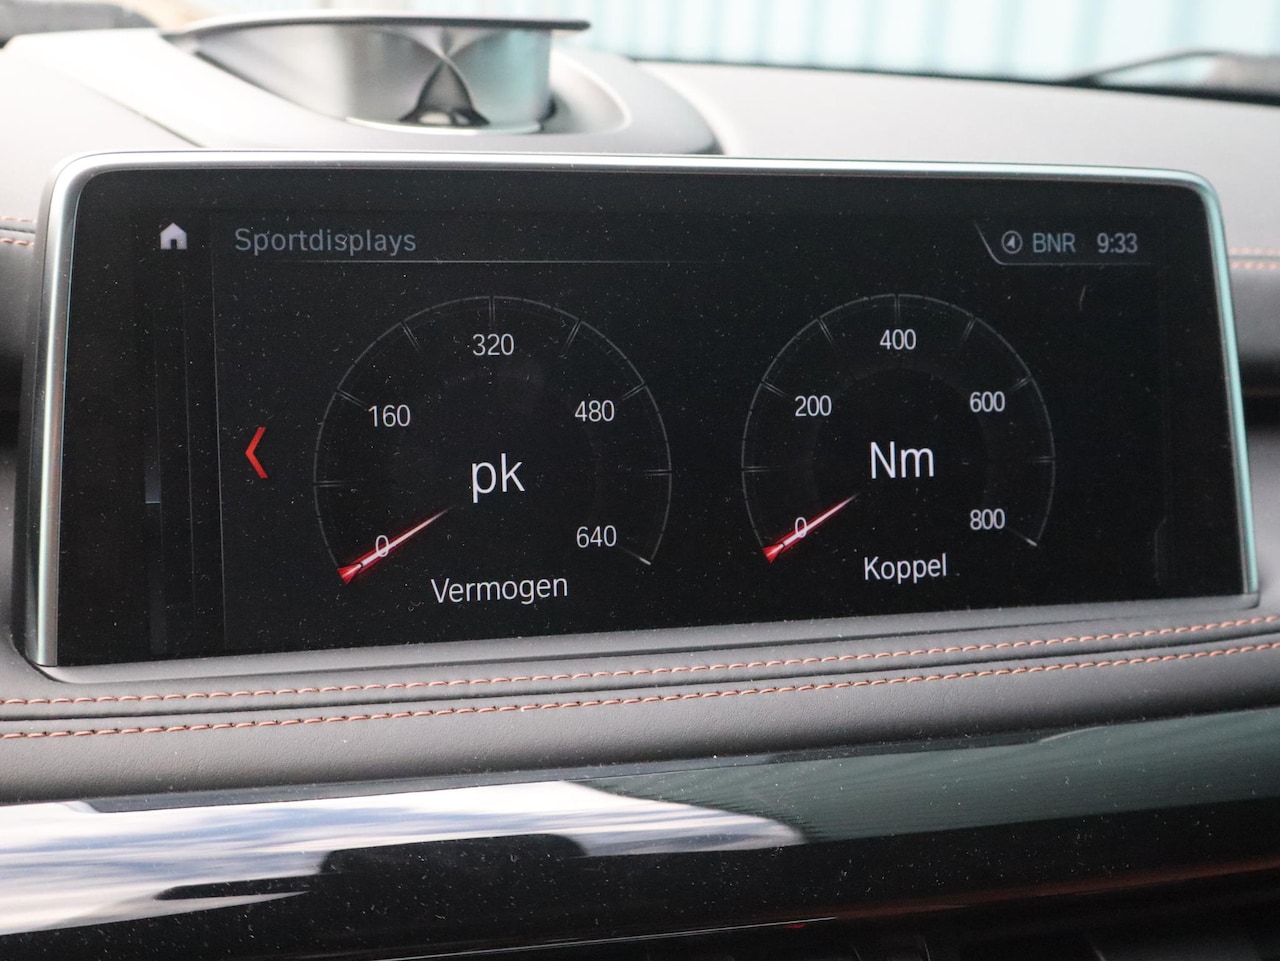 Sportdisplays
BNR 9:33
320
160
480
pk
0
640
Vermogen
400
200
600
Nm
0
800
Koppel